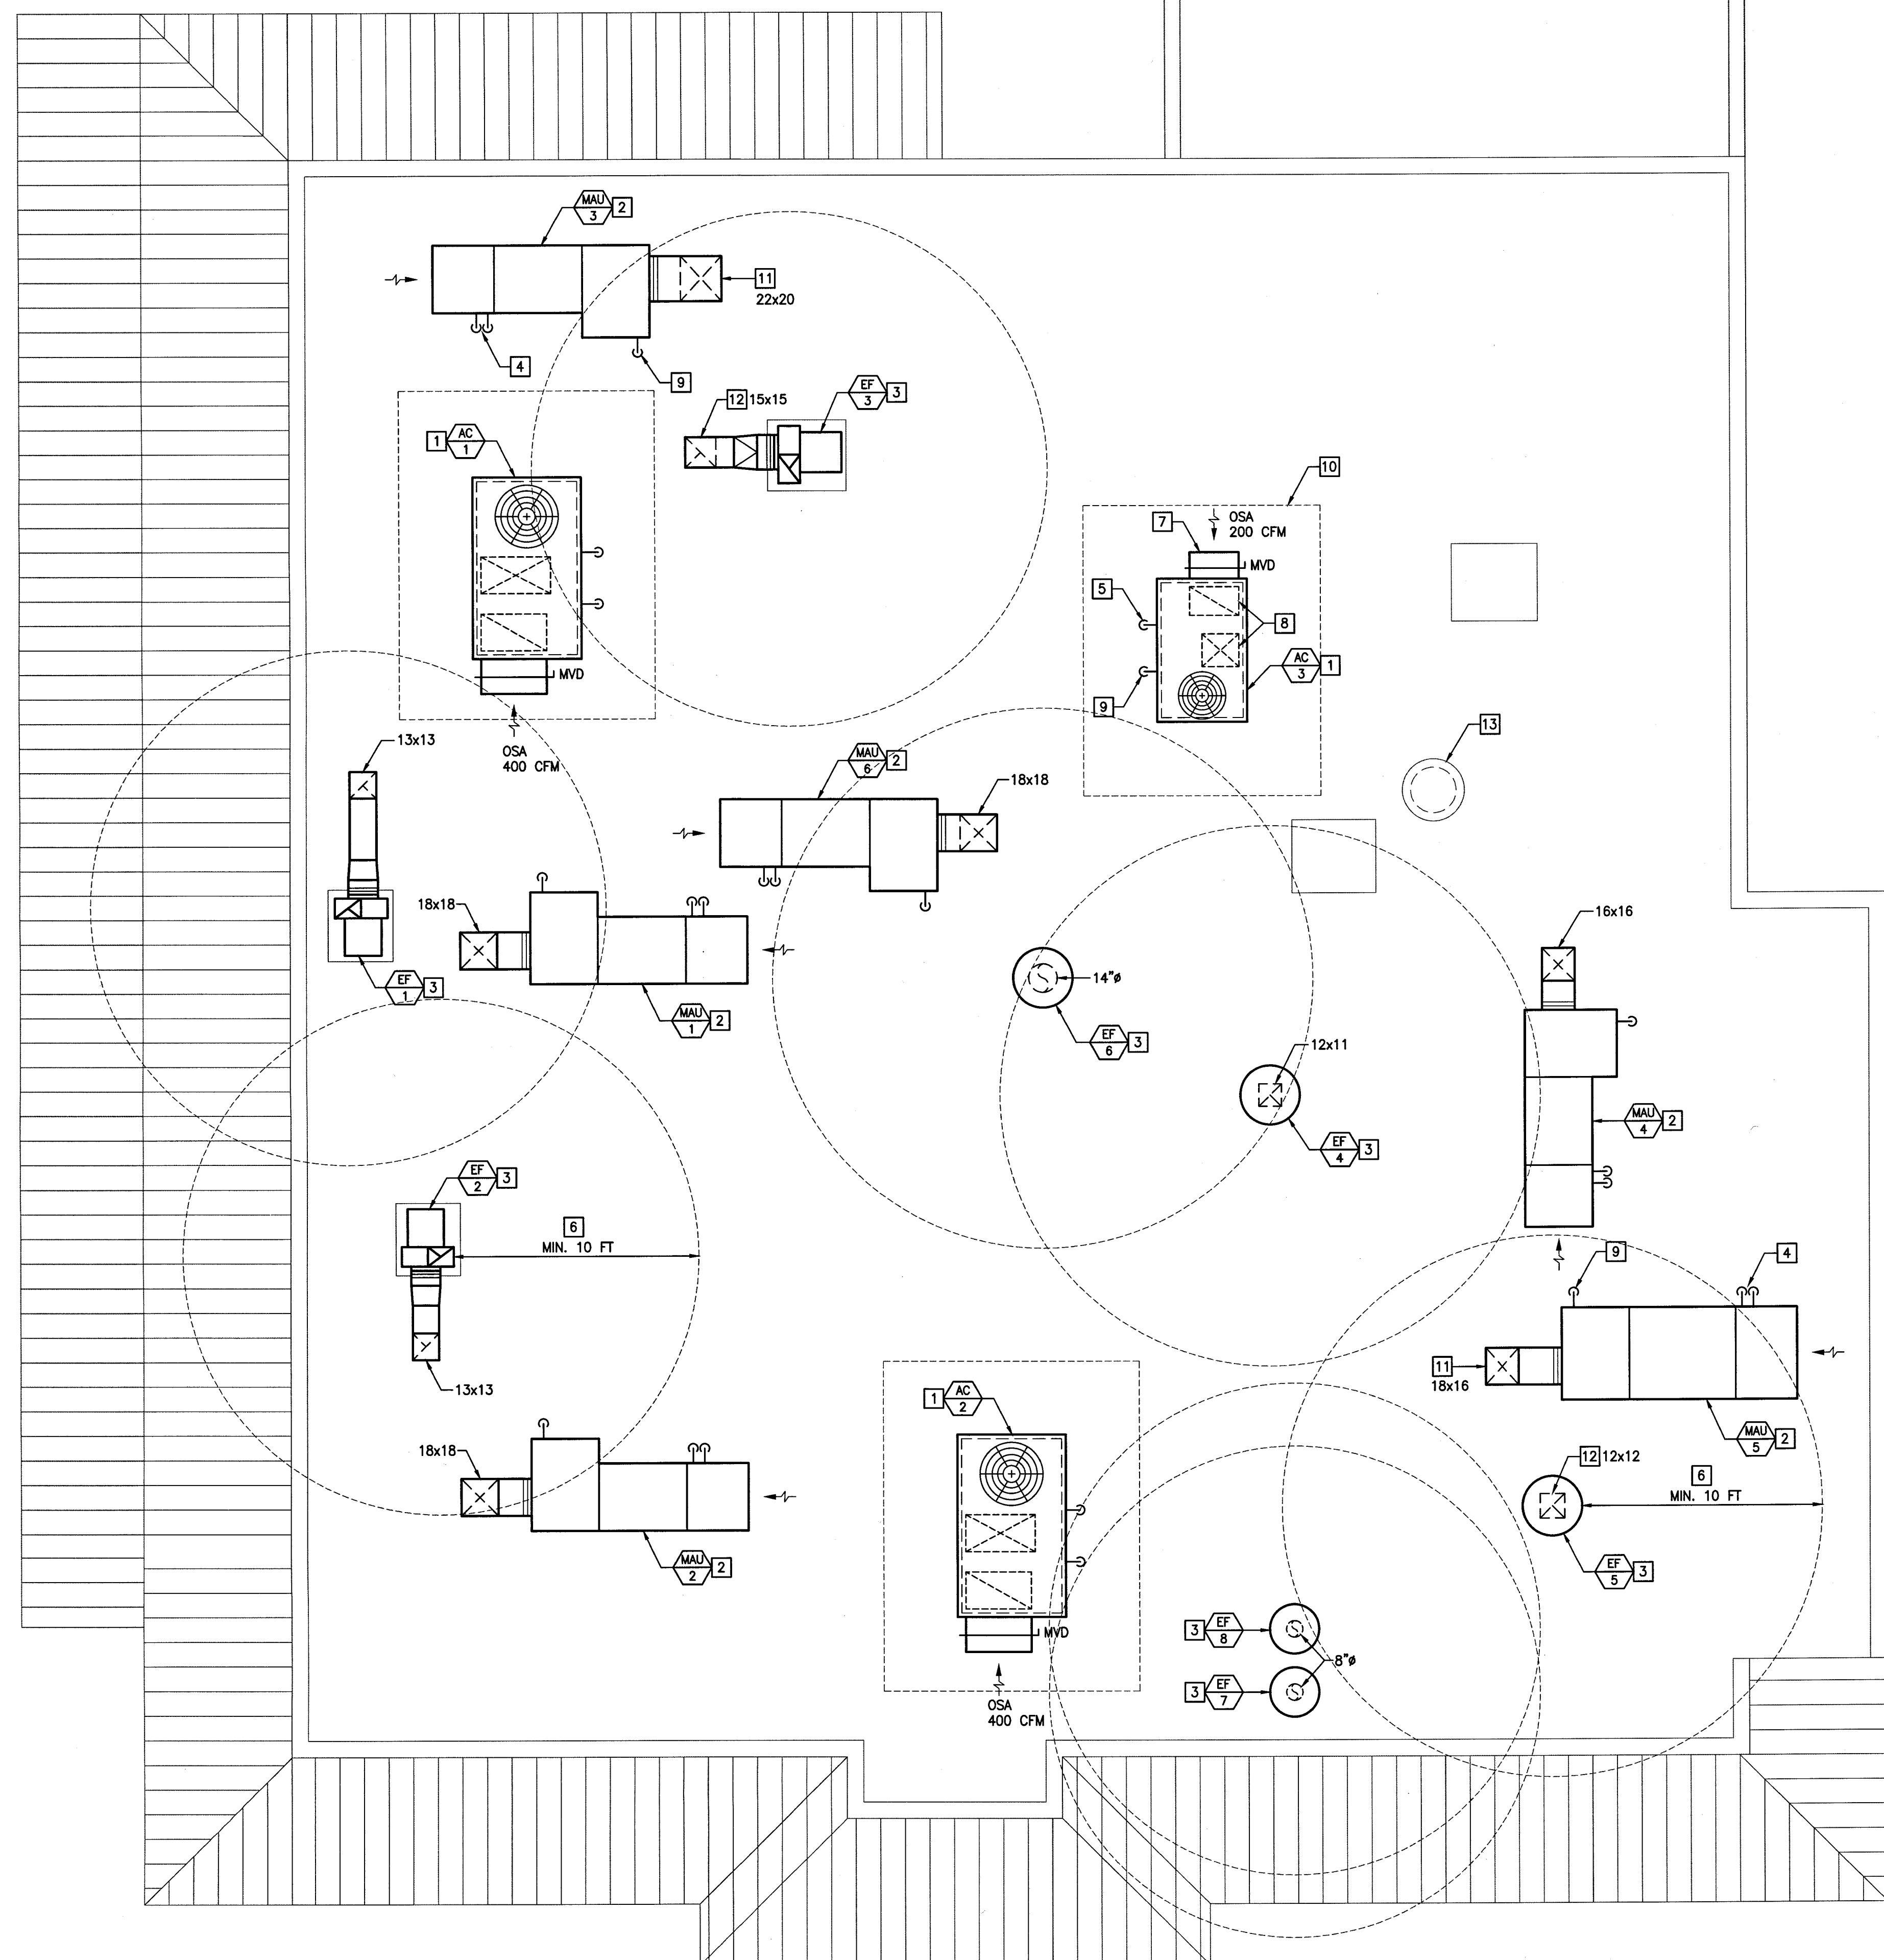 MAU
3
2
11
22x20
4
9
EF
3
3
12 15x15
1
AC
1
10
7
OSA
200 CFM
MVD
5
8
AC
3
1
9
MVD
OSA
400 CFM
13
13x13
MAU
6
2
18x18
18x18
16x16
14"ø
EF
1
3
MAU
1
2
EF
6
3
12x11
MAU
4
2
EF
4
3
EF
2
3
6
MIN. 10 FT
9
4
13x13
11
18x16
1
AC
2
18x18
MAU
5
2
12 12x12
6
MIN. 10 FT
MAU
2
2
EF
5
3
3
EF
8
MVD
8"ø
3
EF
7
OSA
400 CFM